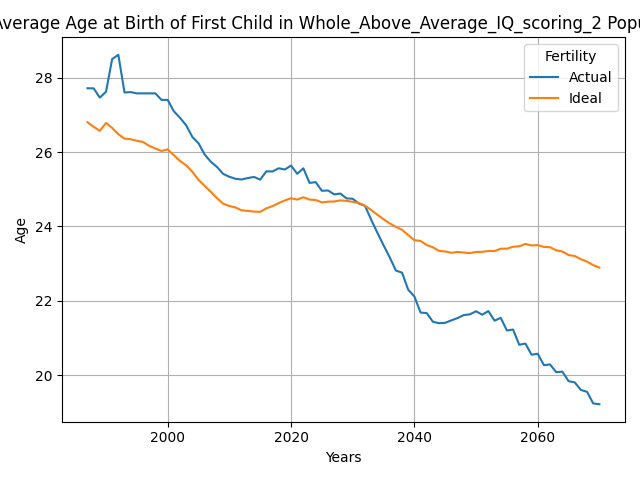 Average Age at Birth of First Child in Whole_Above_Average_IQ_scoring_2
Fertility
Actual
Ideal
Age
28
26
24
22
20
2000 2020 2040 2060
Years